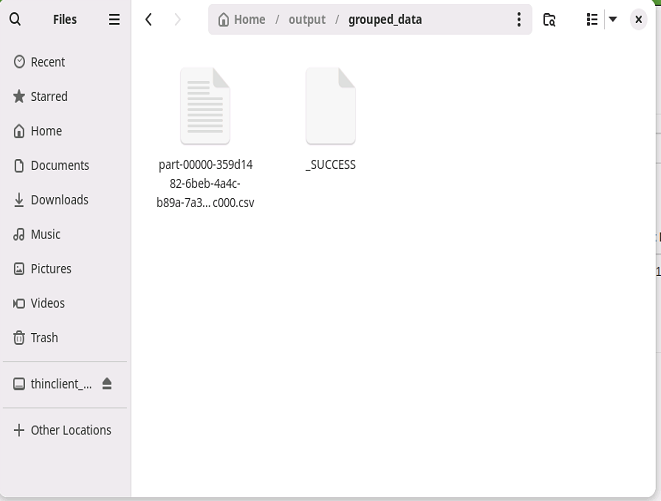 Files
Home / output / grouped_data
Recent
Starred
Home
Documents
Downloads
Music
Pictures
Videos
Trash
thinclient_...
Other Locations
part-00000-359d14
82-6beb-4a4c-
b89a-7a3...c000.csv
_SUCCESS